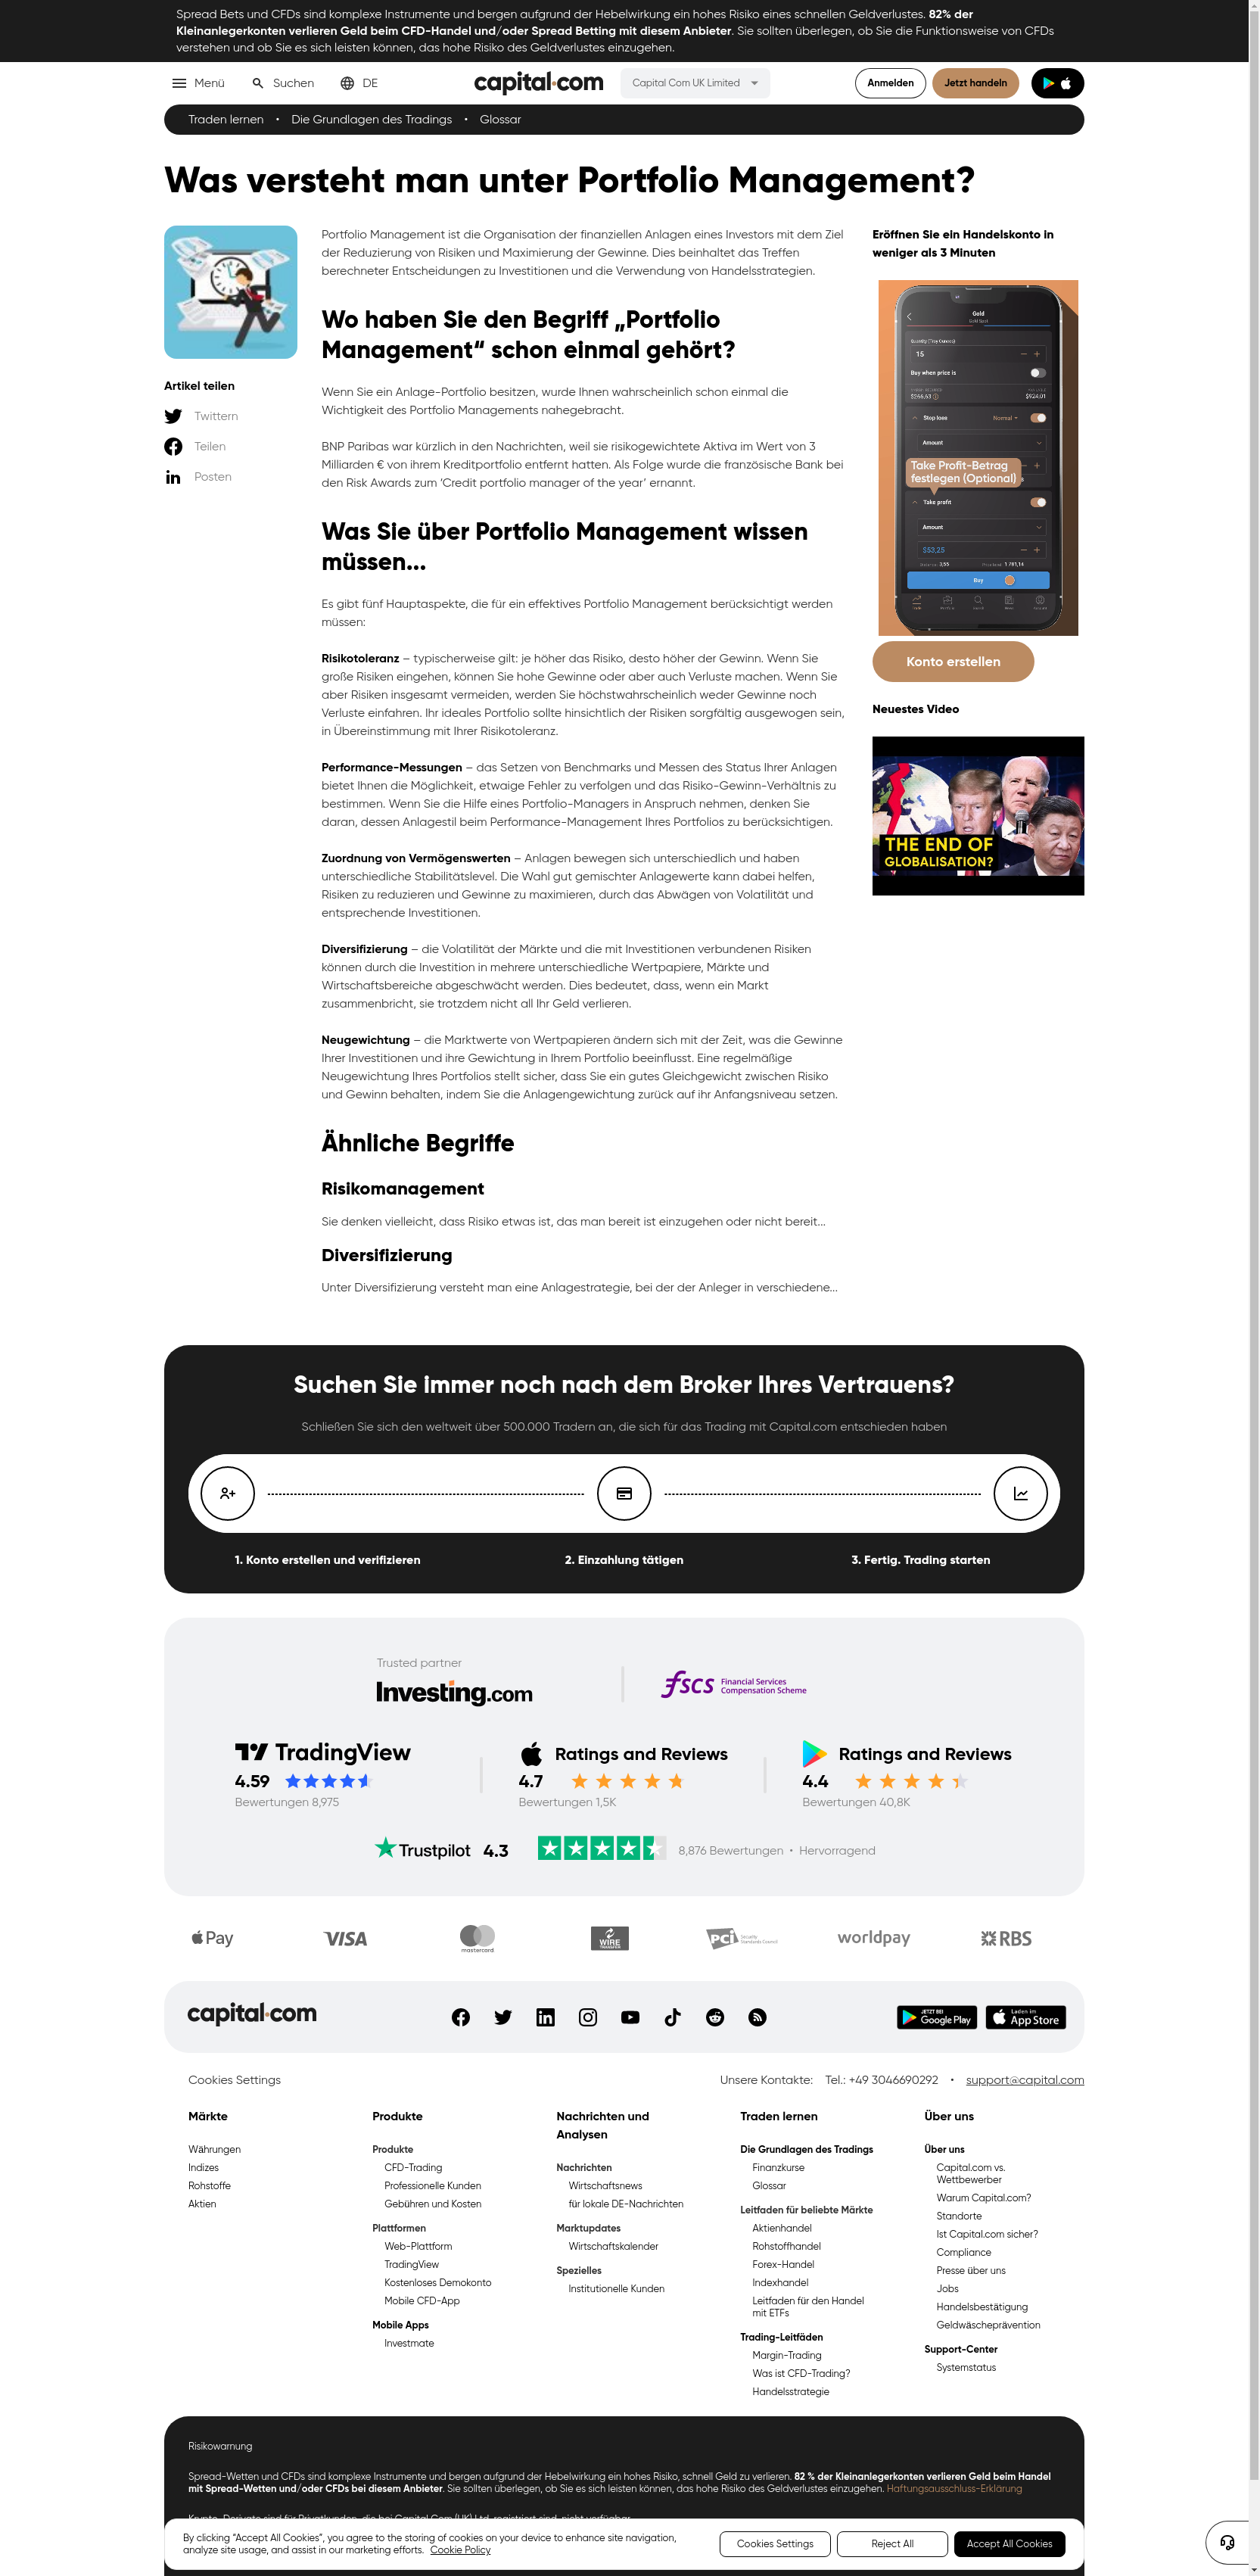 Spread Bets und CFDs sind komplexe Instrumente und bergen aufgrund der Hebelwirkung ein hohes Risiko eines schnellen Geldverlustes. 82% der
Kleinanlegerkonten verlieren Geld beim CFD-Handel und/oder Spread Betting mit diesem Anbieter. Sie sollten überlegen, ob Sie die Funktionsweise von CFDs
verstehen und ob Sie es sich leisten können, das hohe Risiko des Geldverlustes einzugehen.
Menü
Suchen
DE
capital.com
Capital Com UK Limited
Anmelden
Jetzt handeln
Traden lernen • Die Grundlagen des Tradings • Glossar
Was versteht man unter Portfolio Management?
Artikel teilen
Twittern
Teilen
Posten
Portfolio Management ist die Organisation der finanziellen Anlagen eines Investors mit dem Ziel
der Reduzierung von Risiken und Maximierung der Gewinne. Dies beinhaltet das Treffen
berechneter Entscheidungen zu Investitionen und die Verwendung von Handelsstrategien.
Wo haben Sie den Begriff „Portfolio
Management“ schon einmal gehört?
Wenn Sie ein Anlage-Portfolio besitzen, wurde Ihnen wahrscheinlich schon einmal die
Wichtigkeit des Portfolio Managements nahegebracht.
BNP Paribas war kürzlich in den Nachrichten, weil sie risikogewichtete Aktiva im Wert von 3
Milliarden € von ihrem Kreditportfolio entfernt hatten. Als Folge wurde die französische Bank bei
den Risk Awards zum ‘Credit portfolio manager of the year’ ernannt.
Was Sie über Portfolio Management wissen
müssen...
Es gibt fünf Hauptaspekte, die für ein effektives Portfolio Management berücksichtigt werden
müssen:
Risikotoleranz – typischerweise gilt: je höher das Risiko, desto höher der Gewinn. Wenn Sie
große Risiken eingehen, können Sie hohe Gewinne oder aber auch Verluste machen. Wenn Sie
aber Risiken insgesamt vermeiden, werden Sie höchstwahrscheinlich weder Gewinne noch
Verluste einfahren. Ihr ideales Portfolio sollte hinsichtlich der Risiken sorgfältig ausgewogen sein,
in Übereinstimmung mit Ihrer Risikotoleranz.
Performance-Messungen – das Setzen von Benchmarks und Messen des Status Ihrer Anlagen
bietet Ihnen die Möglichkeit, etwaige Fehler zu verfolgen und das Risiko-Gewinn-Verhältnis zu
bestimmen. Wenn Sie die Hilfe eines Portfolio-Managers in Anspruch nehmen, denken Sie
daran, dessen Anlagestil beim Performance-Management Ihres Portfolios zu berücksichtigen.
Zuordnung von Vermögenswerten – Anlagen bewegen sich unterschiedlich und haben
unterschiedliche Stabilitätslevel. Die Wahl gut gemischter Anlagewerte kann dabei helfen,
Risiken zu reduzieren und Gewinne zu maximieren, durch das Abwägen von Volatilität und
entsprechende Investitionen.
Diversifizierung – die Volatilität der Märkte und die mit Investitionen verbundenen Risiken
können durch die Investition in mehrere unterschiedliche Wertpapiere, Märkte und
Wirtschaftsbereiche abgeschwächt werden. Dies bedeutet, dass, wenn ein Markt
zusammenbricht, sie trotzdem nicht all Ihr Geld verlieren.
Neugewichtung – die Marktwerte von Wertpapieren ändern sich mit der Zeit, was die Gewinne
Ihrer Investitionen und ihre Gewichtung in Ihrem Portfolio beeinflusst. Eine regelmäßige
Neugewichtung Ihres Portfolios stellt sicher, dass Sie ein gutes Gleichgewicht zwischen Risiko
und Gewinn behalten, indem Sie die Anlagengewichtung zurück auf ihr Anfangsniveau setzen.
Ähnliche Begriffe
Risikomanagement
Sie denken vielleicht, dass Risiko etwas ist, das man bereit ist einzugehen oder nicht bereit...
Diversifizierung
Unter Diversifizierung versteht man eine Anlagestrategie, bei der der Anleger in verschiedene...
Eröffnen Sie ein Handelskonto in
weniger als 3 Minuten
Gold
15
Buy when price is
$246,63
$924,01
Stop loss
Normal
Amount
Take Profit-Betrag
festlegen (Optional)
Take profit
Amount
$53,25
Buy
Konto erstellen
Neuestes Video
THE END OF
GLOBALISATION?
Suchen Sie immer noch nach dem Broker Ihres Vertrauens?
Schließen Sie sich den weltweit über 500.000 Tradern an, die sich für das Trading mit Capital.com entschieden haben
1. Konto erstellen und verifizieren
2. Einzahlung tätigen
3. Fertig. Trading starten
Trusted partner
Investing.com
fscs Financial Services
Compensation Scheme
TradingView
4.59
Bewertungen 8,975
Ratings and Reviews
4.7
Bewertungen 1,5K
Ratings and Reviews
4.4
Bewertungen 40,8K
Trustpilot 4.3
8,876 Bewertungen • Hervorragend
Pay
VISA
mastercard
WIRE
TRANSFER
PCI Security
Standards Council
worldpay
RBS
capital.com
JETZT BEI
Google Play
Laden im
App Store
Cookies Settings
Unsere Kontakte: Tel.: +49 3046690292 • support@capital.com
Märkte
Währungen
Indizes
Rohstoffe
Aktien
Produkte
Produkte
CFD-Trading
Professionelle Kunden
Gebühren und Kosten
Plattformen
Web-Plattform
TradingView
Kostenloses Demokonto
Mobile CFD-App
Mobile Apps
Investmate
Nachrichten und
Analysen
Nachrichten
Wirtschaftsnews
für lokale DE-Nachrichten
Marktupdates
Wirtschaftskalender
Spezielles
Institutionelle Kunden
Traden lernen
Die Grundlagen des Tradings
Finanzkurse
Glossar
Leitfaden für beliebte Märkte
Aktienhandel
Rohstoffhandel
Forex-Handel
Indexhandel
Leitfaden für den Handel
mit ETFs
Trading-Leitfäden
Margin-Trading
Was ist CFD-Trading?
Handelsstrategie
Über uns
Über uns
Capital.com vs.
Wettbewerber
Warum Capital.com?
Standorte
Ist Capital.com sicher?
Compliance
Presse über uns
Jobs
Handelsbestätigung
Geldwäscheprävention
Support-Center
Systemstatus
Risikowarnung
Spread-Wetten und CFDs sind komplexe Instrumente und bergen aufgrund der Hebelwirkung ein hohes Risiko, schnell Geld zu verlieren. 82 % der Kleinanlegerkonten verlieren Geld beim Handel
mit Spread-Wetten und/oder CFDs bei diesem Anbieter. Sie sollten überlegen, ob Sie es sich leisten können, das hohe Risiko des Geldverlustes einzugehen. Haftungsausschluss-Erklärung
Krypto-Derivate sind für Privatkunden, die bei Capital Com (UK) Ltd. registriert sind, nicht verfügbar.
By clicking “Accept All Cookies”, you agree to the storing of cookies on your device to enhance site navigation,
analyze site usage, and assist in our marketing efforts. Cookie Policy
Cookies Settings
Reject All
Accept All Cookies